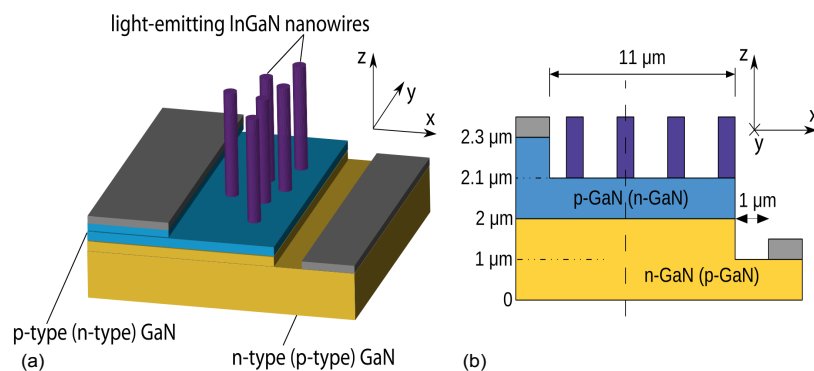 light-emitting InGaN nanowires
z
y
x
p-type (n-type) GaN
n-type (p-type) GaN
(a)
11 μm
z
x
y
2.3 μm
2.1 μm
p-GaN (n-GaN)
1 μm
2 μm
1 μm
n-GaN (p-GaN)
0
(b)